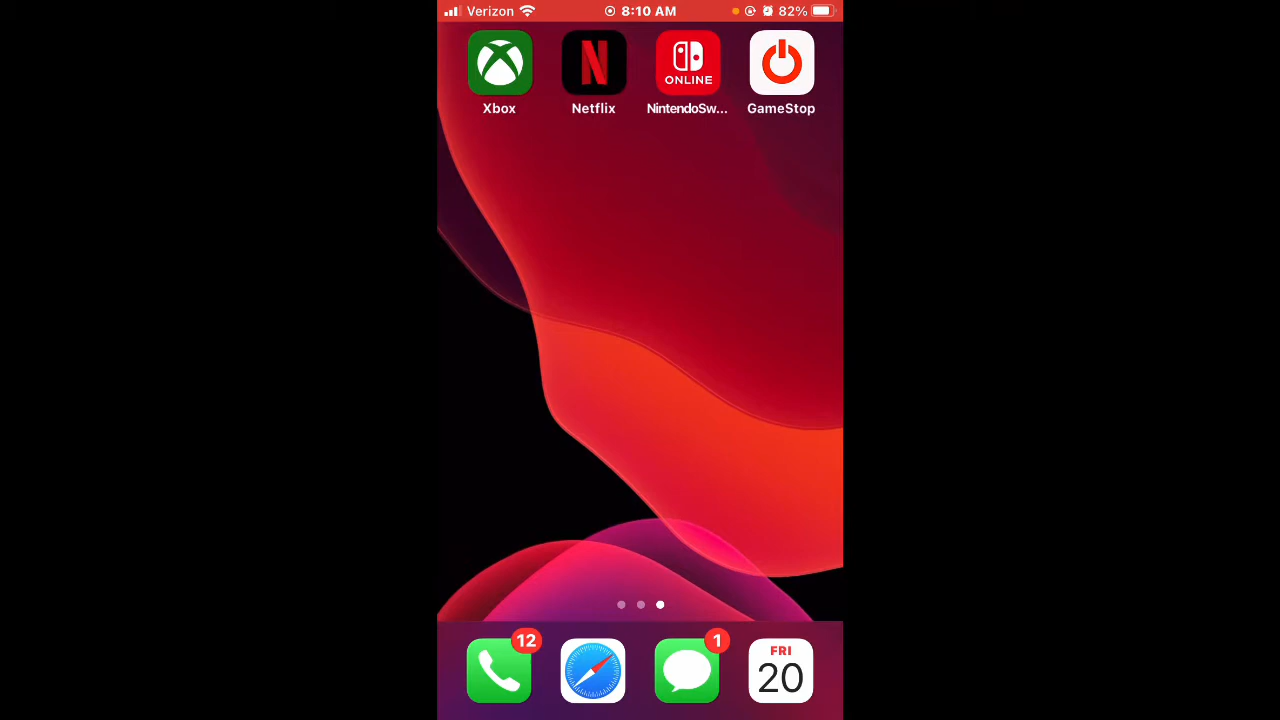 Verizon 8:10 AM 82%
ONLINE
Xbox Netflix NintendoSw... GameStop
12 1
FRI
20